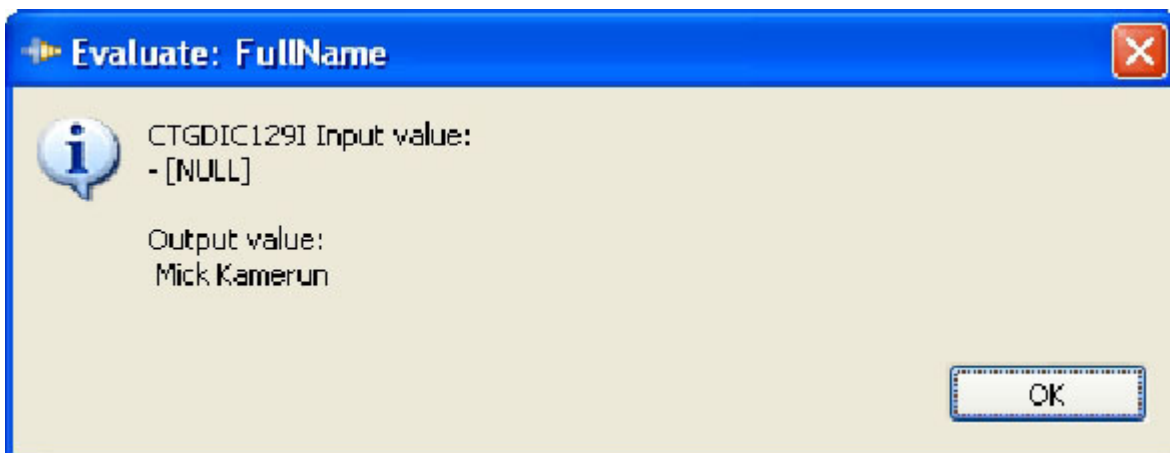 Evaluate: FullName
CTGDIC129I Input value:
- [NULL]
Output value:
Mick Kamerun
OK